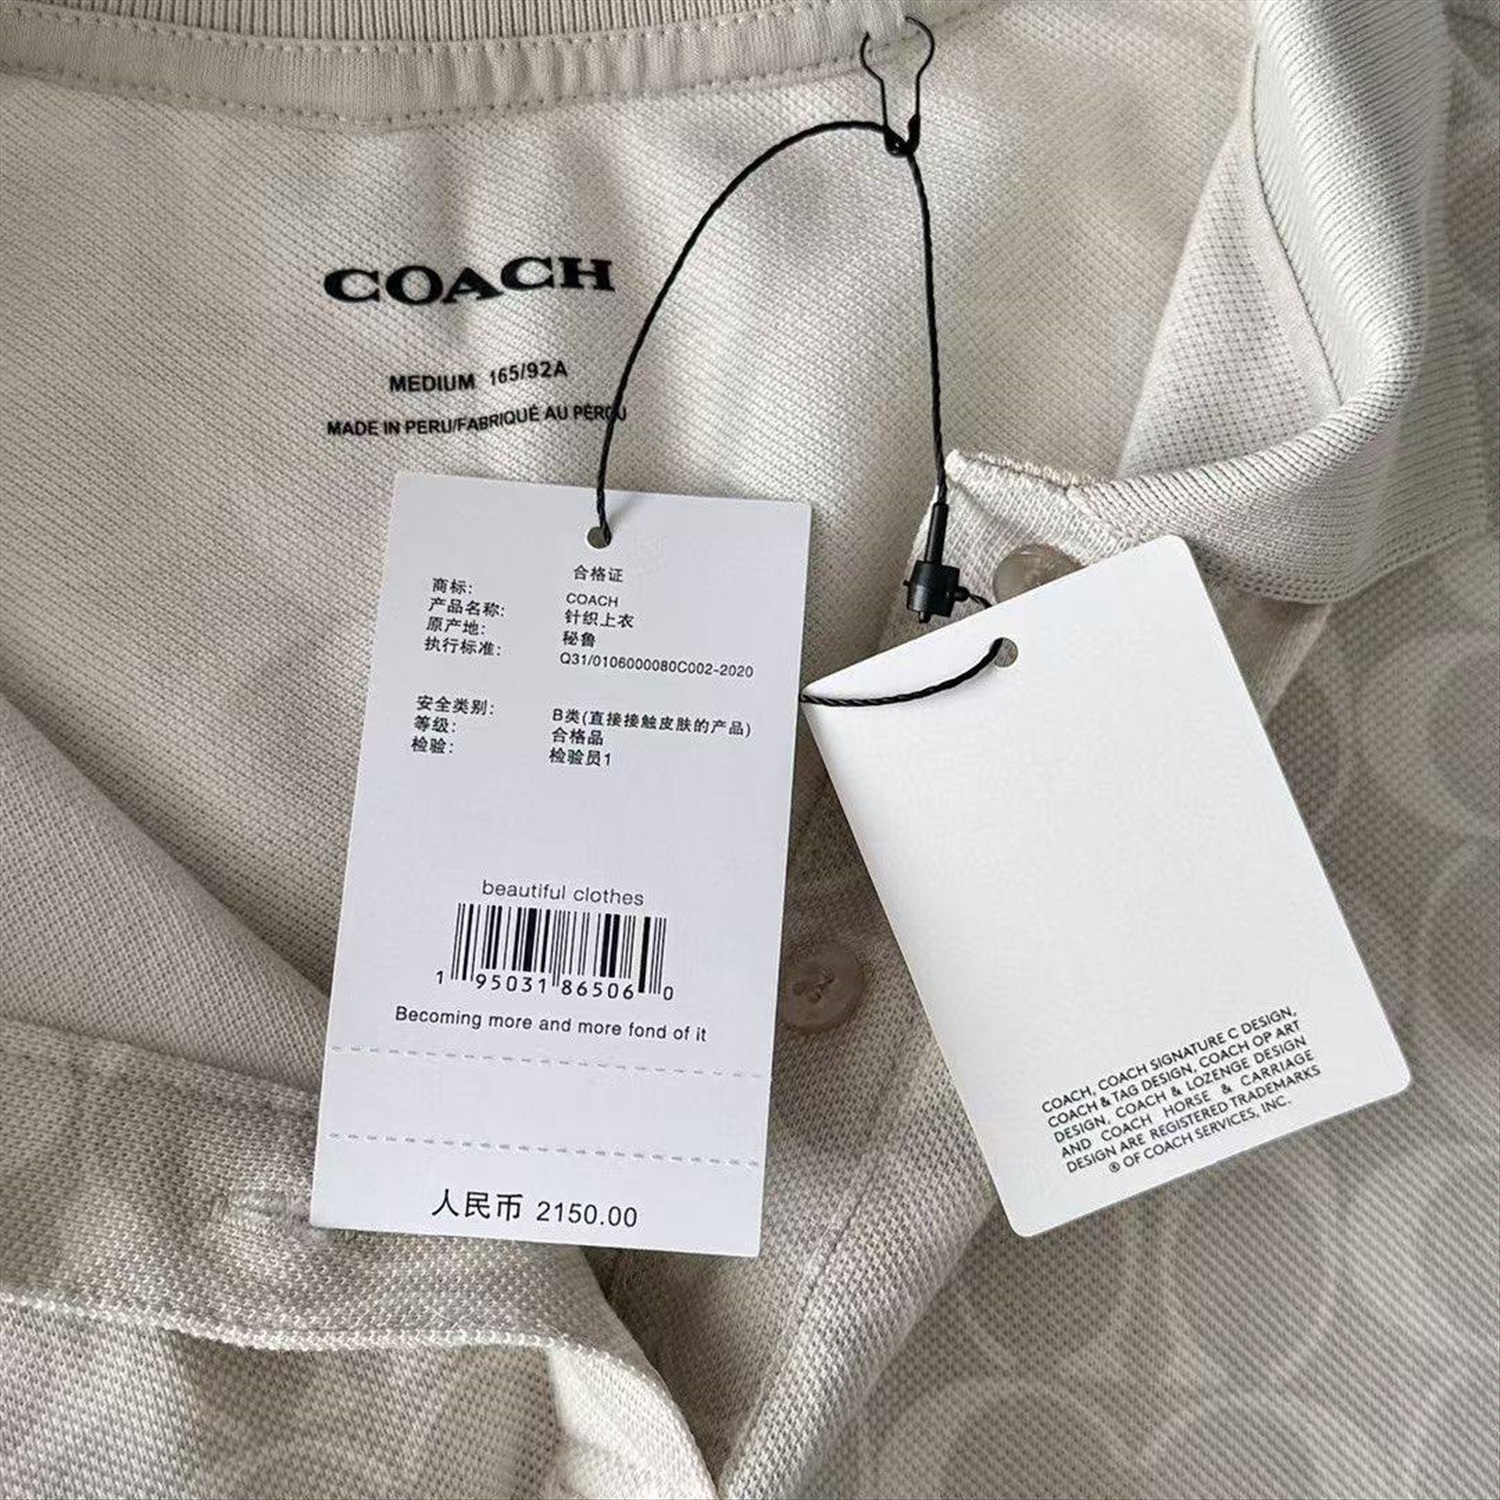 COACH
MEDIUM 165/92A
MADE IN PERU/FABRIQUÉ AU PÉROU
合格证
商标: COACH
产品名称: 针织上衣
原产地: 秘鲁
执行标准: Q31/0106000080C002-2020
安全类别: B类(直接接触皮肤的产品)
等级: 合格品
检验: 检验员1
beautiful clothes
1 95031 86506 0
Becoming more and more fond of it
人民币 2150.00
COACH, COACH SIGNATURE C DESIGN,
COACH & TAG DESIGN, COACH OP ART
DESIGN, COACH & LOZENGE DESIGN
AND COACH HORSE & CARRIAGE
DESIGN ARE REGISTERED TRADEMARKS
® OF COACH SERVICES, INC.